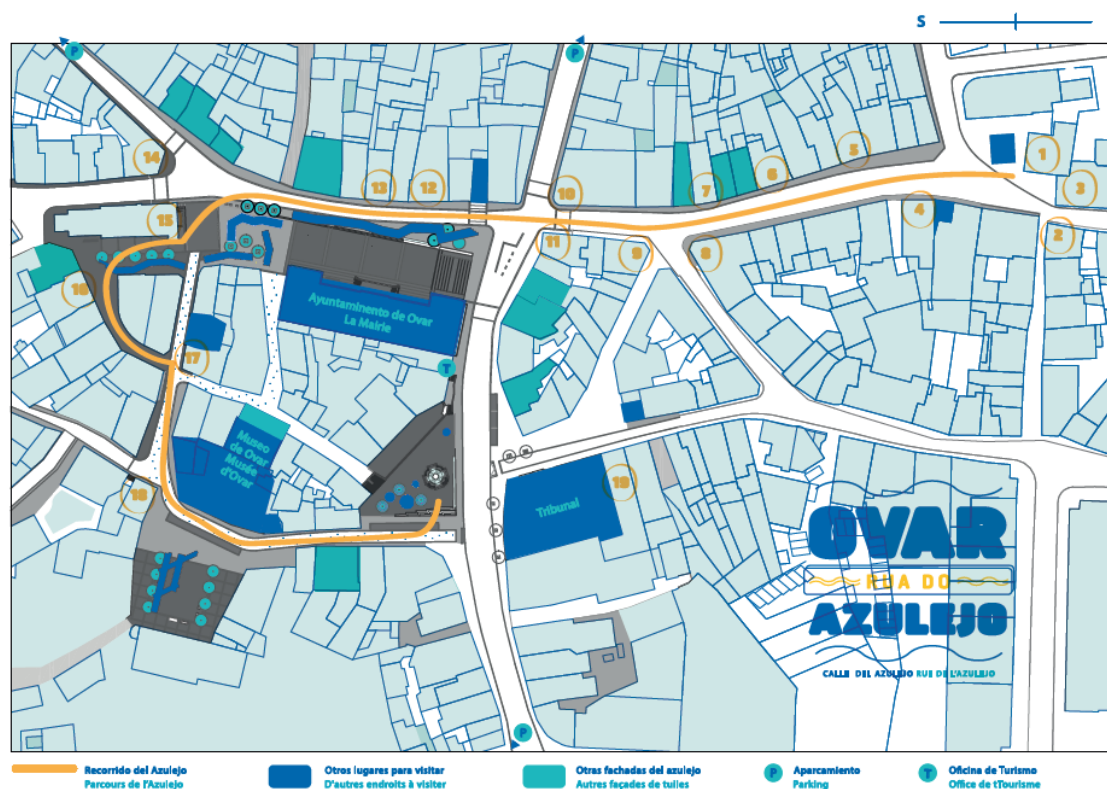 S
P
P
14
13
12
10
7
6
5
1
3
15
11
9
8
4
2
16
Ayuntaminento de Ovar
La Mairie
17
T
Museo
de Ovar
Musée
d'Ovar
18
19
Tribunal
OVAR
RUA DO
AZULEJO
CALLE DEL AZULEJO RUE DE L'AZULEJO
P
Recorrido del Azulejo
Parcours de l'Azulejo
Otros lugares para visitar
D'autres endroits à visiter
Otras fachadas del azulejo
Autres façades de tuiles
P
Aparcamiento
Parking
T
Oficina de Turismo
Office de tTourisme